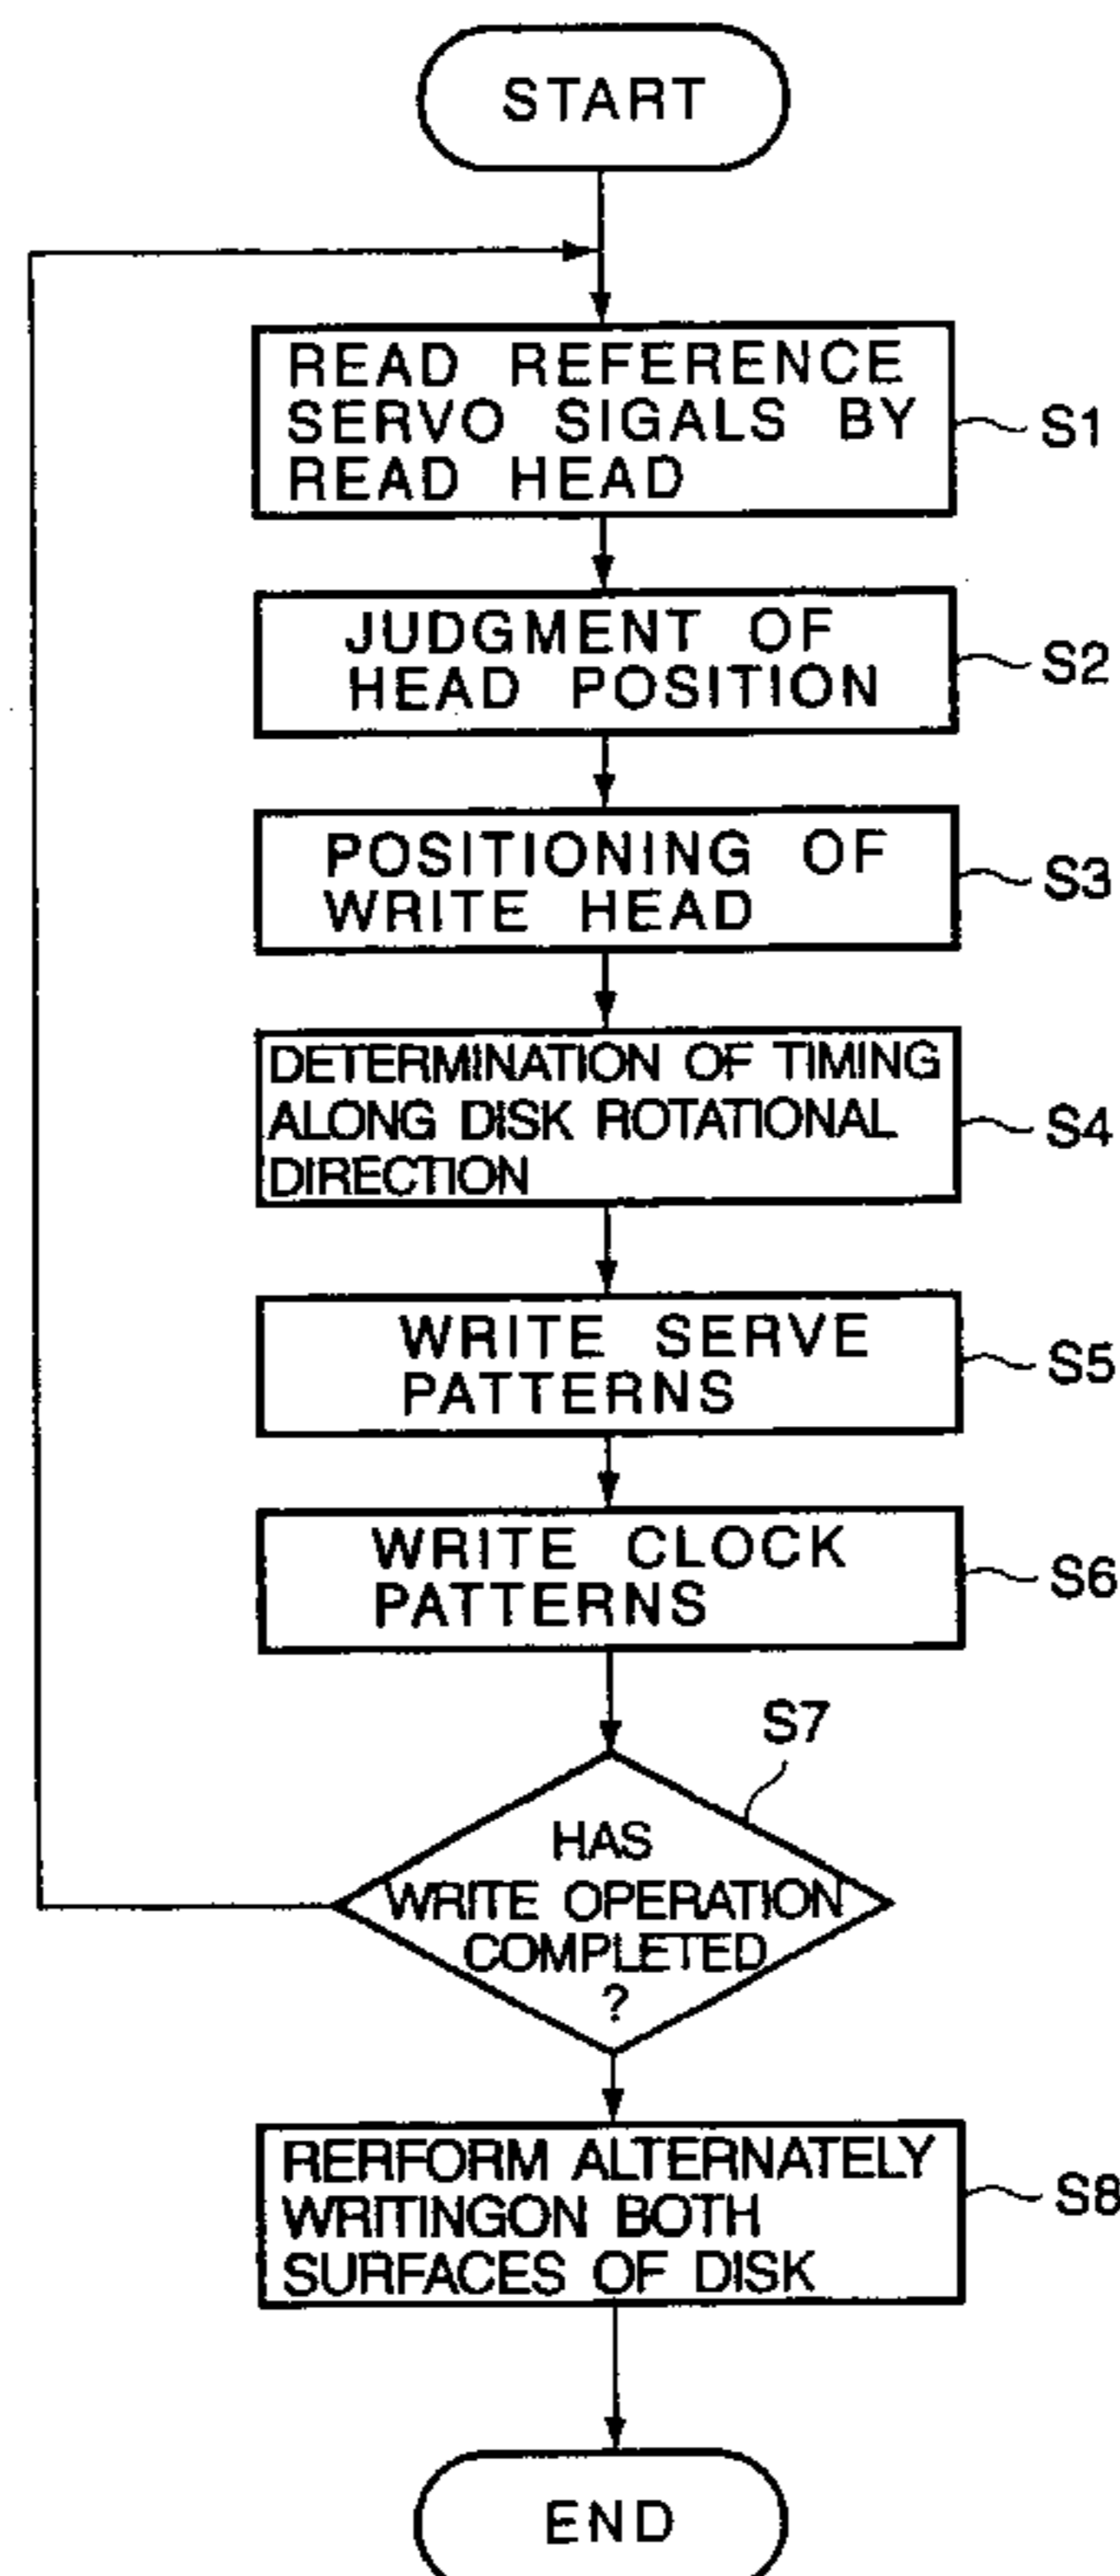 START
READ REFERENCE
SERVO SIGALS BY
READ HEAD
S1
JUDGMENT OF
HEAD POSITION
S2
POSITIONING OF
WRITE HEAD
S3
DETERMINATION OF TIMING
ALONG DISK ROTATIONAL
DIRECTION
S4
WRITE SERVE
PATTERNS
S5
WRITE CLOCK
PATTERNS
S6
S7
HAS
WRITE OPERATION
COMPLETED
?
RERFORM ALTERNATELY
WRITINGON BOTH
SURFACES OF DISK
S8
END